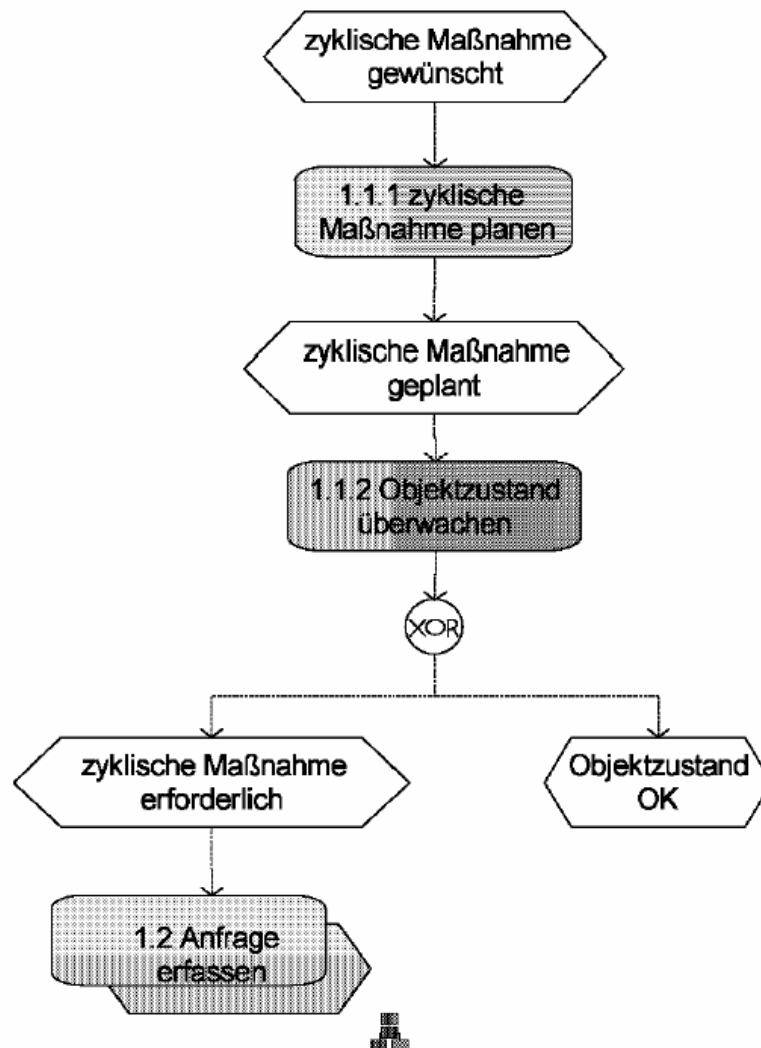 zyklische Maßnahme
gewünscht
1.1.1 zyklische
Maßnahme planen
zyklische Maßnahme
geplant
1.1.2 Objektzustand
überwachen
XOR
zyklische Maßnahme
erforderlich
Objektzustand
OK
1.2 Anfrage
erfassen